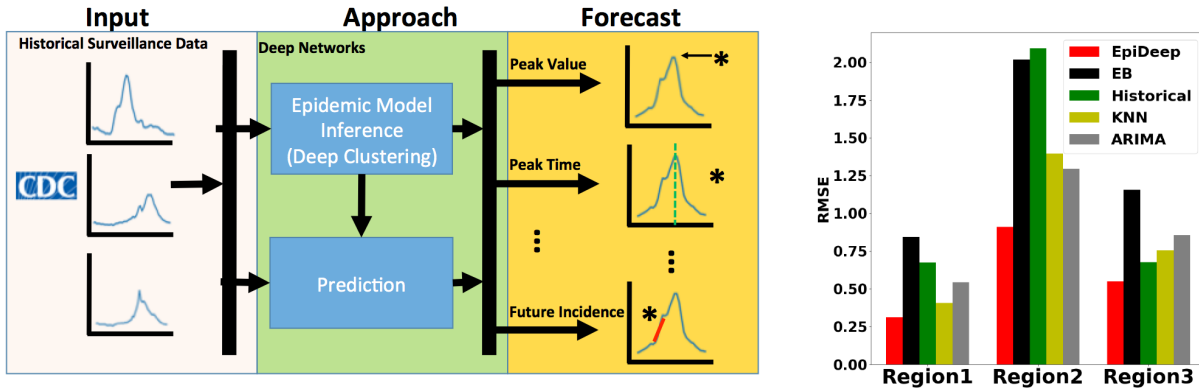 Input
Approach
Forecast
Historical Surveillance Data
CDC
Deep Networks
Epidemic Model
Inference
(Deep Clustering)
Prediction
Peak Value
*
Peak Time
*
...
...
Future Incidence
*
RMSE
2.00
1.75
1.50
1.25
1.00
0.75
0.50
0.25
0.00
EpiDeep
EB
Historical
KNN
ARIMA
Region1
Region2
Region3